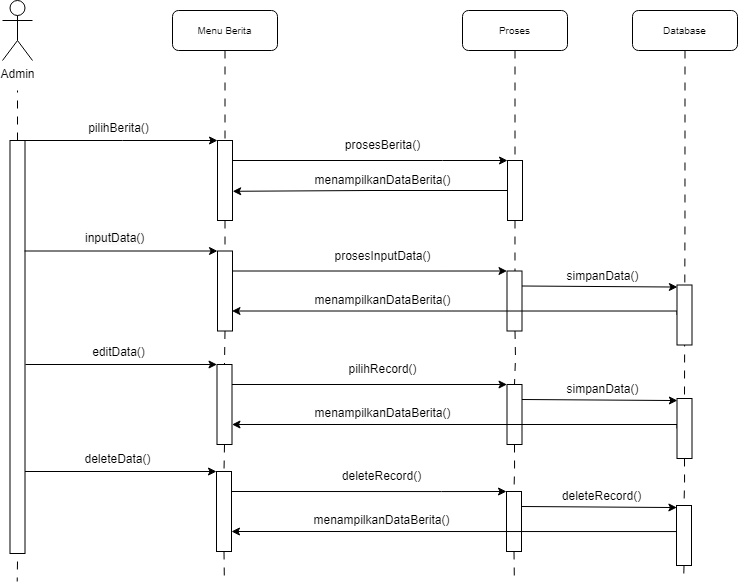 Menu Berita
Proses
Database
Admin
pilihBerita()
prosesBerita()
menampilkanDataBerita()
inputData()
prosesInputData()
simpanData()
menampilkanDataBerita()
editData()
pilihRecord()
simpanData()
menampilkanDataBerita()
deleteData()
deleteRecord()
deleteRecord()
menampilkanDataBerita()